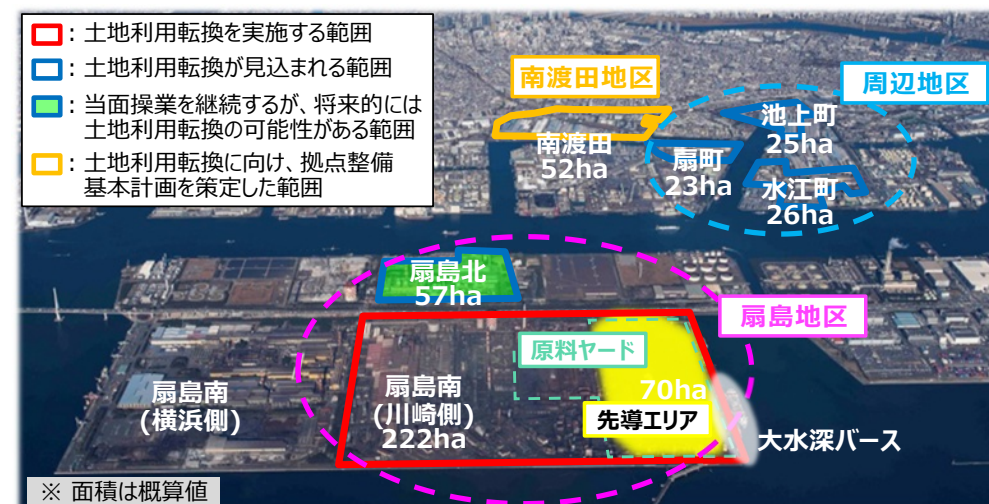 ：土地利用転換を実施する範囲
：土地利用転換が見込まれる範囲
：当面操業を継続するが、将来的には
土地利用転換の可能性がある範囲
：土地利用転換に向け、拠点整備
基本計画を策定した範囲
南渡田地区
周辺地区
南渡田
52ha
池上町
25ha
扇町
23ha
水江町
26ha
扇島北
57ha
扇島地区
原料ヤード
扇島南
(横浜側)
扇島南
(川崎側)
222ha
70ha
先導エリア
大水深バース
※ 面積は概算値